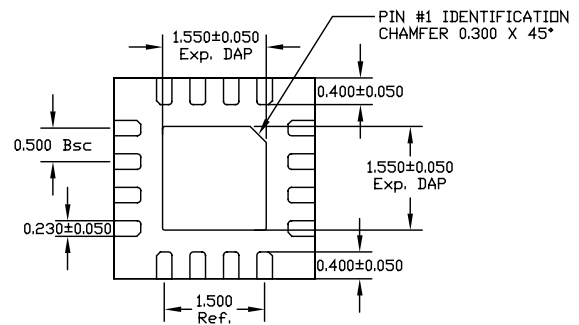 PIN #1 IDENTIFICATION
CHAMFER 0.300 X 45°
1.550±0.050
Exp. DAP
0.400±0.050
0.500 Bsc
1.550±0.050
Exp. DAP
0.230±0.050
0.400±0.050
1.500
Ref.